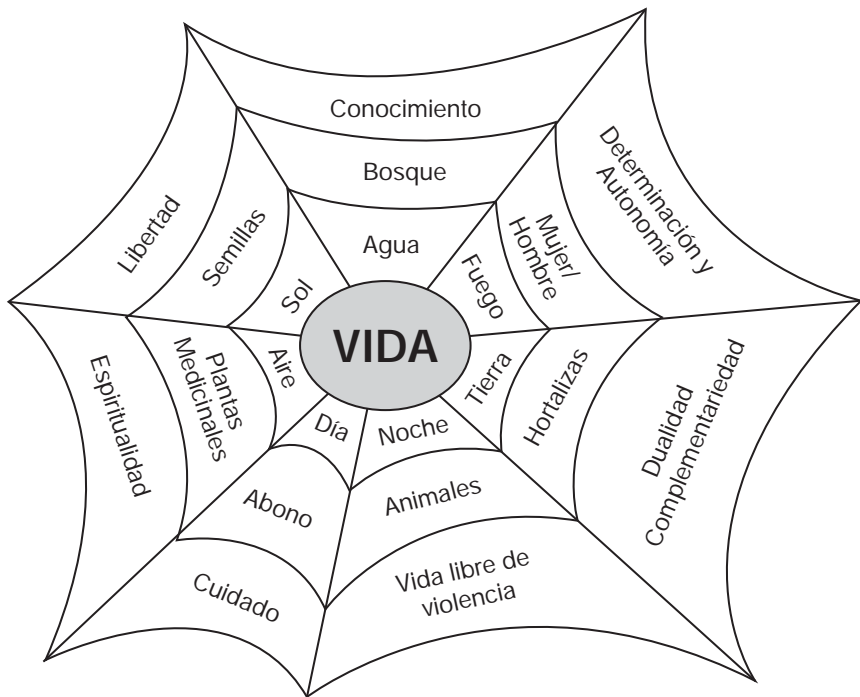 Conocimiento
Bosque
Agua
Determinación y
Autonomía
Mujer/
Hombre
Fuego
Libertad
Semillas
Sol
VIDA
Espiritualidad
Plantas
Medicinales
Aire
Tierra
Hortalizas
Dualidad
Complementariedad
Día
Noche
Abono
Animales
Cuidado
Vida libre de
violencia